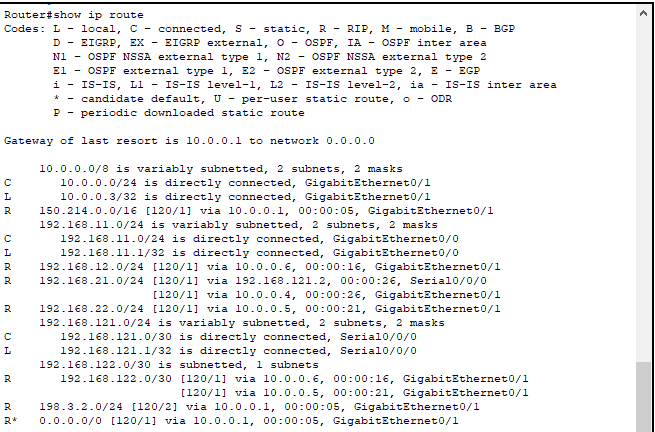 Router#show ip route
Codes: L - local, C - connected, S - static, R - RIP, M - mobile, B - BGP
       D - EIGRP, EX - EIGRP external, O - OSPF, IA - OSPF inter area
       N1 - OSPF NSSA external type 1, N2 - OSPF NSSA external type 2
       E1 - OSPF external type 1, E2 - OSPF external type 2, E - EGP
       i - IS-IS, L1 - IS-IS level-1, L2 - IS-IS level-2, ia - IS-IS inter area
       * - candidate default, U - per-user static route, o - ODR
       P - periodic downloaded static route
Gateway of last resort is 10.0.0.1 to network 0.0.0.0
     10.0.0.0/8 is variably subnetted, 2 subnets, 2 masks
C       10.0.0.0/24 is directly connected, GigabitEthernet0/1
L       10.0.0.3/32 is directly connected, GigabitEthernet0/1
R    150.214.0.0/16 [120/1] via 10.0.0.1, 00:00:05, GigabitEthernet0/1
     192.168.11.0/24 is variably subnetted, 2 subnets, 2 masks
C       192.168.11.0/24 is directly connected, GigabitEthernet0/0
L       192.168.11.1/32 is directly connected, GigabitEthernet0/0
R    192.168.12.0/24 [120/1] via 10.0.0.6, 00:00:16, GigabitEthernet0/1
R    192.168.21.0/24 [120/1] via 192.168.121.2, 00:00:26, Serial0/0/0
                     [120/1] via 10.0.0.4, 00:00:26, GigabitEthernet0/1
R    192.168.22.0/24 [120/1] via 10.0.0.5, 00:00:21, GigabitEthernet0/1
     192.168.121.0/24 is variably subnetted, 2 subnets, 2 masks
C       192.168.121.0/30 is directly connected, Serial0/0/0
L       192.168.121.1/32 is directly connected, Serial0/0/0
     192.168.122.0/30 is subnetted, 1 subnets
R       192.168.122.0/30 [120/1] via 10.0.0.6, 00:00:16, GigabitEthernet0/1
                         [120/1] via 10.0.0.5, 00:00:21, GigabitEthernet0/1
R    198.3.2.0/24 [120/2] via 10.0.0.1, 00:00:05, GigabitEthernet0/1
R*   0.0.0.0/0 [120/1] via 10.0.0.1, 00:00:05, GigabitEthernet0/1